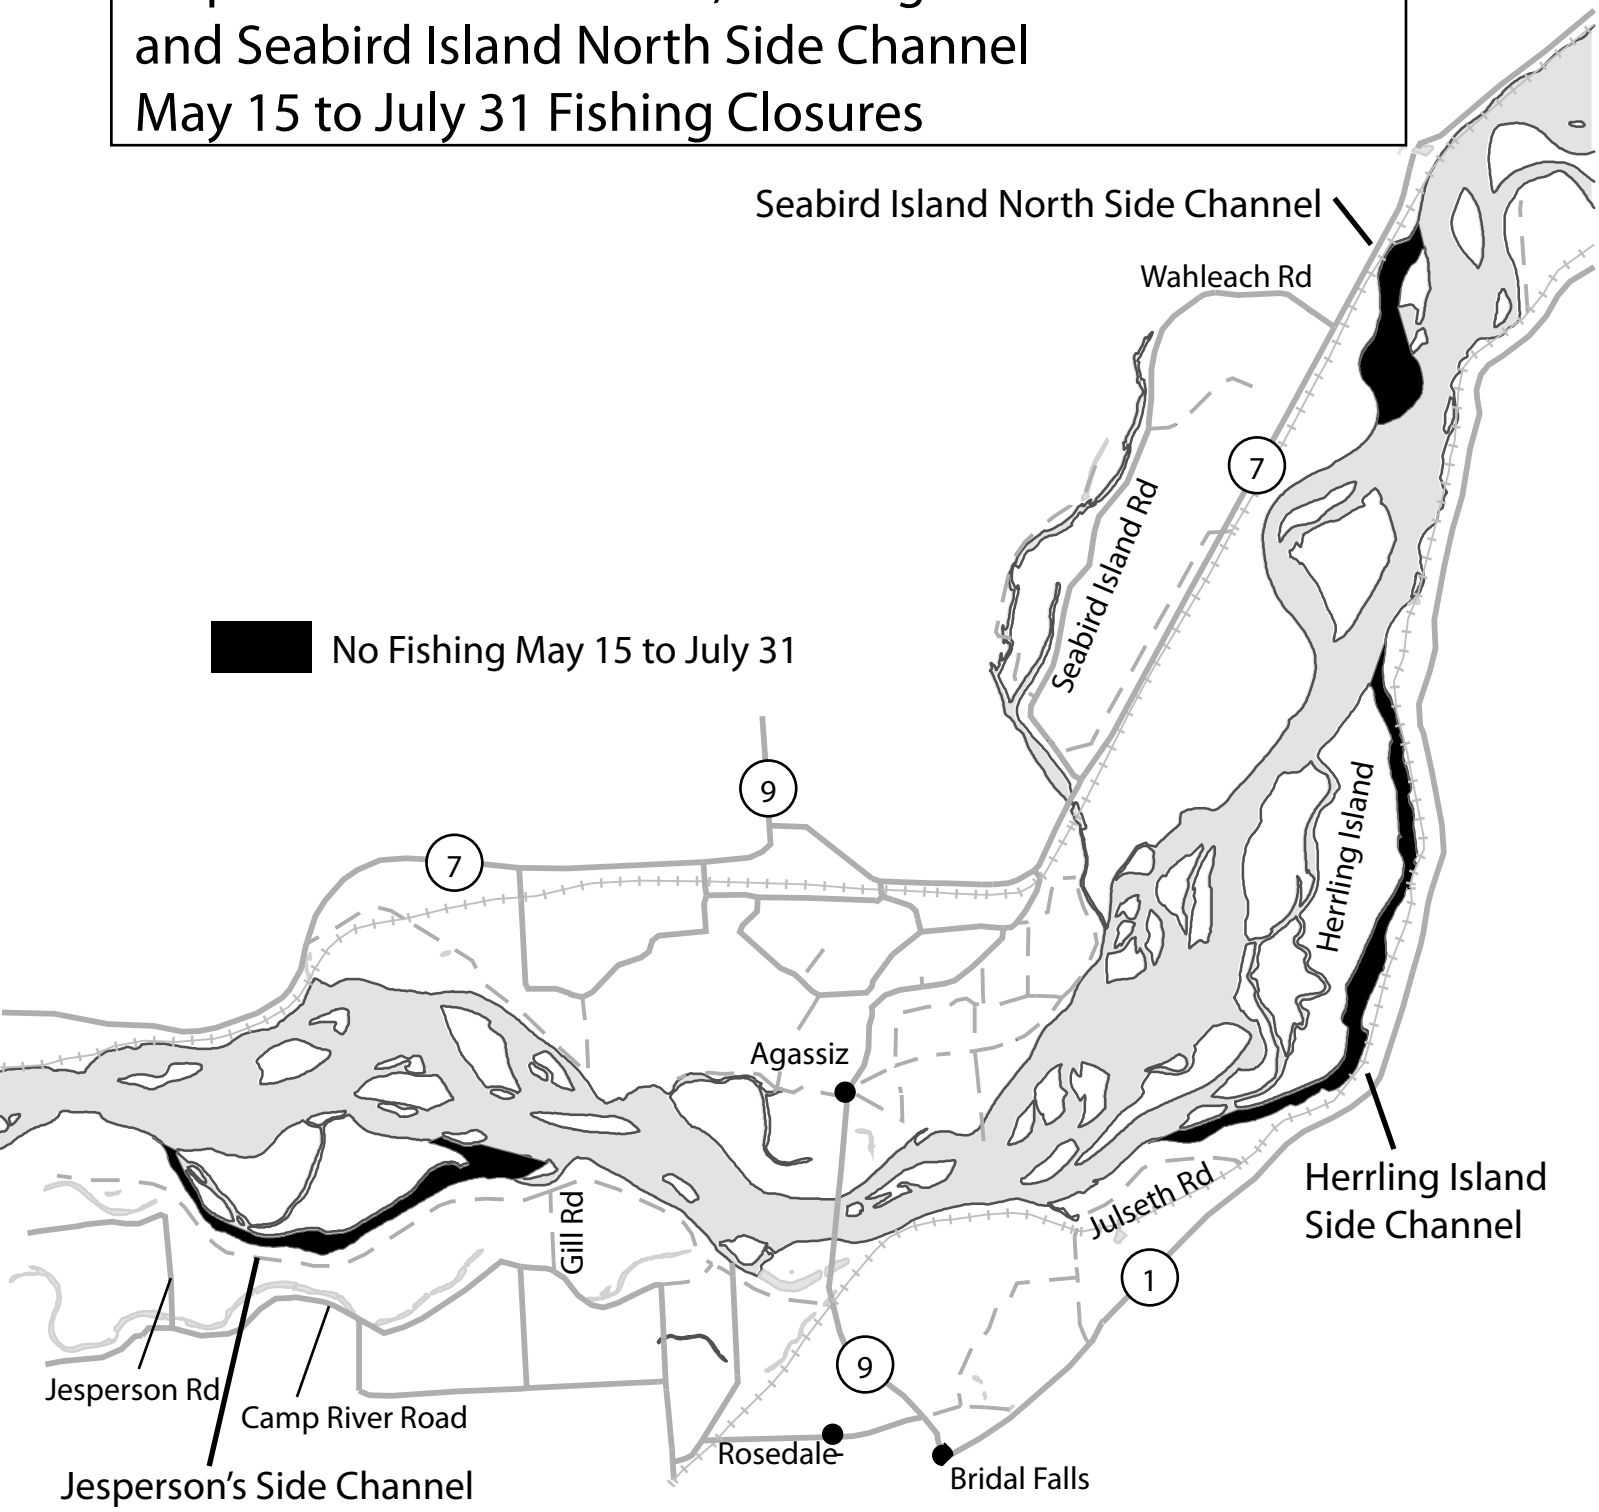 and Seabird Island North Side Channel
May 15 to July 31 Fishing Closures
Seabird Island North Side Channel
Wahleach Rd
7
Seabird Island Rd
No Fishing May 15 to July 31
9
7
Herrling Island
Agassiz
Herrling Island
Side Channel
Julseth Rd
Gill Rd
1
9
Jesperson Rd
Camp River Road
Rosedale
Bridal Falls
Jesperson's Side Channel